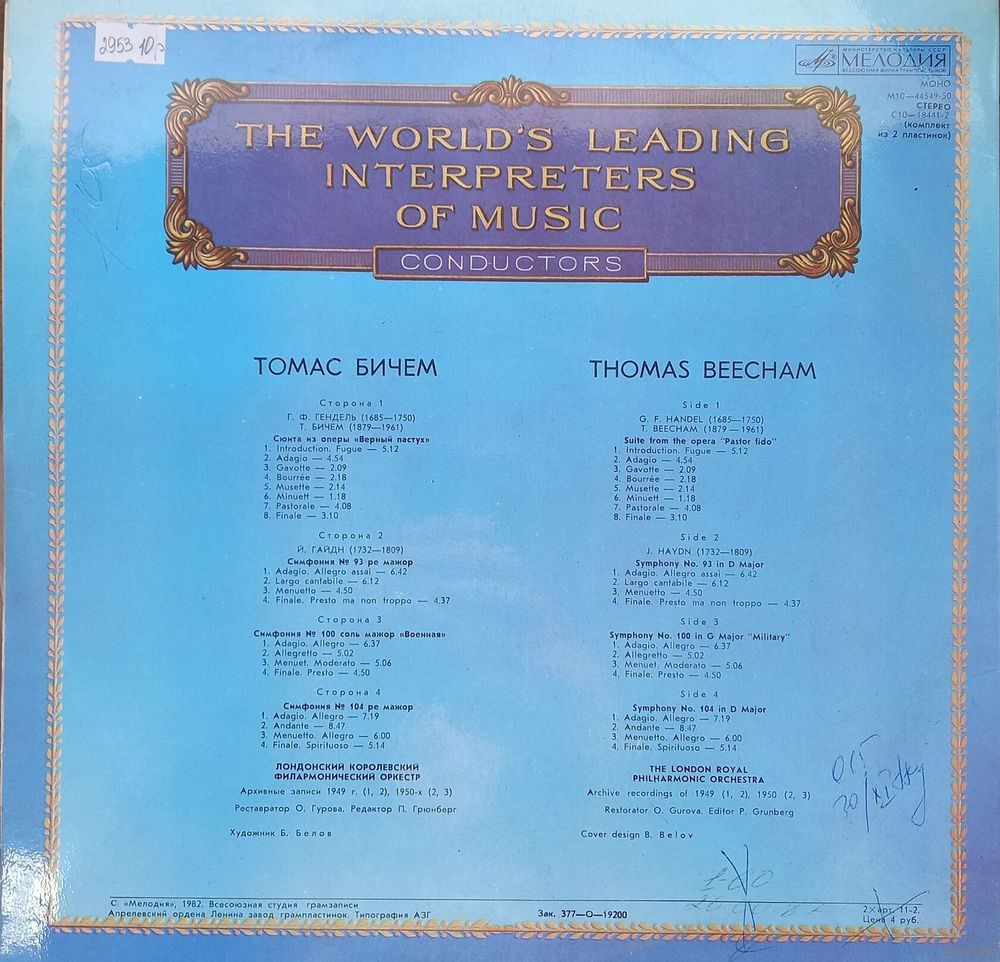 2953 10р
МИНИСТЕРСТВО КУЛЬТУРЫ СССР
МЕЛОДИЯ
ВСЕСОЮЗНАЯ ФИРМА ГРАМПЛАСТИНОК
МОНО
М10—44549-50
СТЕРЕО
С10—18441-2
(комплект
из 2 пластинок)
THE WORLD'S LEADING
INTERPRETERS
OF MUSIC
CONDUCTORS
ТОМАС БИЧЕМ
Сторона 1
Г. Ф. ГЕНДЕЛЬ (1685—1750)
Т. БИЧЕМ (1879—1961)
Сюита из оперы «Верный пастух»
1. Introduction. Fugue — 5.12
2. Adagio — 4.54
3. Gavotte — 2.09
4. Bourrée — 2.18
5. Musette — 2.14
6. Minuett — 1.18
7. Pastorale — 4.08
8. Finale — 3.10
Сторона 2
Й. ГАЙДН (1732—1809)
Симфония № 93 ре мажор
1. Adagio. Allegro assai — 6.42
2. Largo cantabile — 6.12
3. Menuetto — 4.50
4. Finale. Presto ma non troppo — 4.37
Сторона 3
Симфония № 100 соль мажор «Военная»
1. Adagio. Allegro — 6.37
2. Allegretto — 5.02
3. Menuet. Moderato — 5.06
4. Finale. Presto — 4.50
Сторона 4
Симфония № 104 ре мажор
1. Adagio. Allegro — 7.19
2. Andante — 8.47
3. Menuetto. Allegro — 6.00
4. Finale. Spirituoso — 5.14
ЛОНДОНСКИЙ КОРОЛЕВСКИЙ
ФИЛАРМОНИЧЕСКИЙ ОРКЕСТР
Архивные записи 1949 г. (1, 2), 1950-х (2, 3)
Реставратор О. Гурова. Редактор П. Грюнберг
Художник Б. Белов
THOMAS BEECHAM
Side 1
G. F. HANDEL (1685—1750)
T. BEECHAM (1879 — 1961)
Suite from the opera "Pastor fido"
1. Introduction. Fugue — 5.12
2. Adagio — 4.54
3. Gavotte — 2.09
4. Bourrée — 2.18
5. Musette — 2.14
6. Minuett — 1.18
7. Pastorale — 4.08
8. Finale — 3.10
Side 2
J. HAYDN (1732—1809)
Symphony No. 93 in D Major
1. Adagio. Allegro assai — 6.42
2. Largo cantabile — 6.12
3. Menuetto — 4.50
4. Finale. Presto ma non troppo — 4.37
Side 3
Symphony No. 100 in G Major "Military"
1. Adagio. Allegro — 6.37
2. Allegretto — 5.02
3. Menuet. Moderato — 5.06
4. Finale. Presto — 4.50
Side 4
Symphony No. 104 in D Major
1. Adagio. Allegro — 7.19
2. Andante — 8.47
3. Menuetto. Allegro — 6.00
4. Finale. Spirituoso — 5.14
THE LONDON ROYAL
PHILHARMONIC ORCHESTRA
Archive recordings of 1949 (1, 2), 1950 (2, 3)
Restorator O. Gurova. Editor P. Grunberg
Cover design B. Belov
С «Мелодия», 1982. Всесоюзная студия грамзаписи
Апрелевский ордена Ленина завод грампластинок. Типография АЗГ
Зак. 377—О—19200
2×арт. 11-2.
Цена 4 руб.